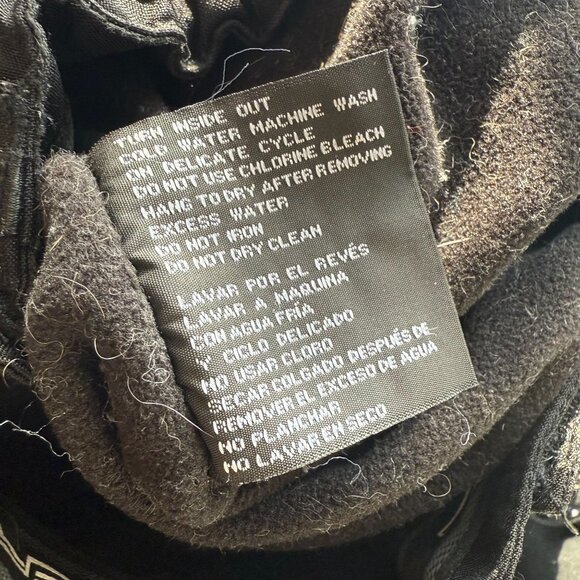 TURN INSIDE OUT
COLD WATER MACHINE WASH
ON DELICATE CYCLE
DO NOT USE CHLORINE BLEACH
HANG TO DRY AFTER REMOVING
EXCESS WATER
DO NOT IRON
DO NOT DRY CLEAN
LAVAR POR EL REVÉS
LAVAR A MAQUINA
CON AGUA FRÍA
Y CICLO DELICADO
NO USAR CLORO
SECAR COLGADO DESPUÉS DE
REMOVER EL EXCESO DE AGUA
NO PLANCHAR
NO LAVAR EN SECO